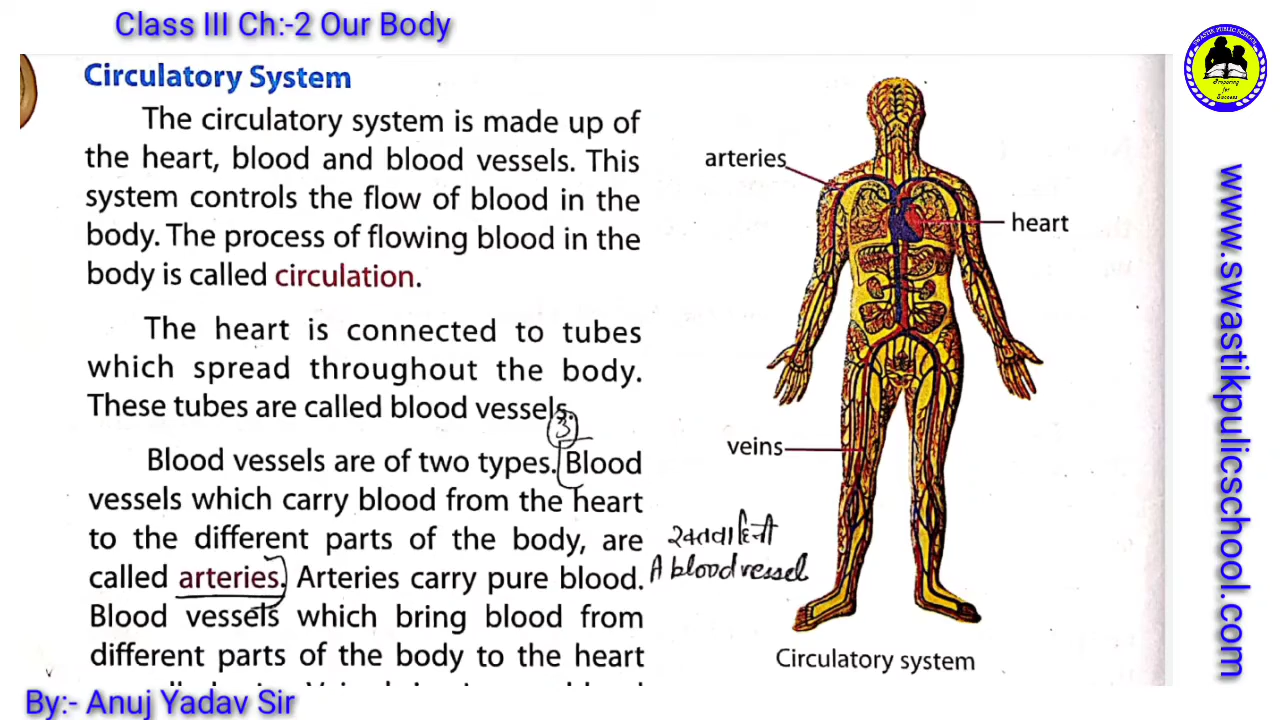 Class III Ch:-2 Our Body
SWASTIK PUBLIC SCHOOL
Preparing
for
Success
Circulatory System
The circulatory system is made up of
the heart, blood and blood vessels. This
system controls the flow of blood in the
body. The process of flowing blood in the
body is called circulation.
The heart is connected to tubes
which spread throughout the body.
These tubes are called blood vessels.
3
Blood vessels are of two types. Blood
vessels which carry blood from the heart
to the different parts of the body, are
called arteries. Arteries carry pure blood.
Blood vessels which bring blood from
different parts of the body to the heart
arteries
heart
veins
A blood vessel
Circulatory system
www.swastikpulicschool.com
By:- Anuj Yadav Sir